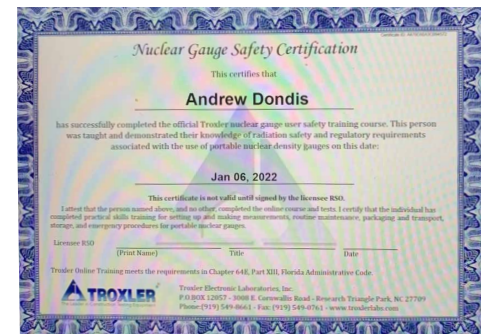 Nuclear Gauge Safety Certification
This certifies that
Andrew Dondis
has successfully completed the official Troxler nuclear gauge user safety training course. This person
was taught and demonstrated their knowledge of radiation safety and regulatory requirements
associated with the use of portable nuclear density gauges on this date:
Jan 06, 2022
This certificate is not valid until signed by the licensee RSO.
I attest that the person named above, and no other, completed the online course and tests. I certify that the individual has
completed practical skills training for setting up and making measurements, routine maintenance, packaging and transport,
storage, and emergency procedures for portable nuclear gauges.
Licensee RSO
(Print Name) Title Date
Troxler Online Training meets the requirements in Chapter 64E, Part XIII, Florida Administrative Code.
TROXLER
Troxler Electronic Laboratories, Inc.
P.O.BOX 12057 - 3008 E. Cornwallis Road - Research Triangle Park, NC 27709
Phone:(919) 549-8661 - Fax: (919) 549-0761 - www.troxlerlabs.com